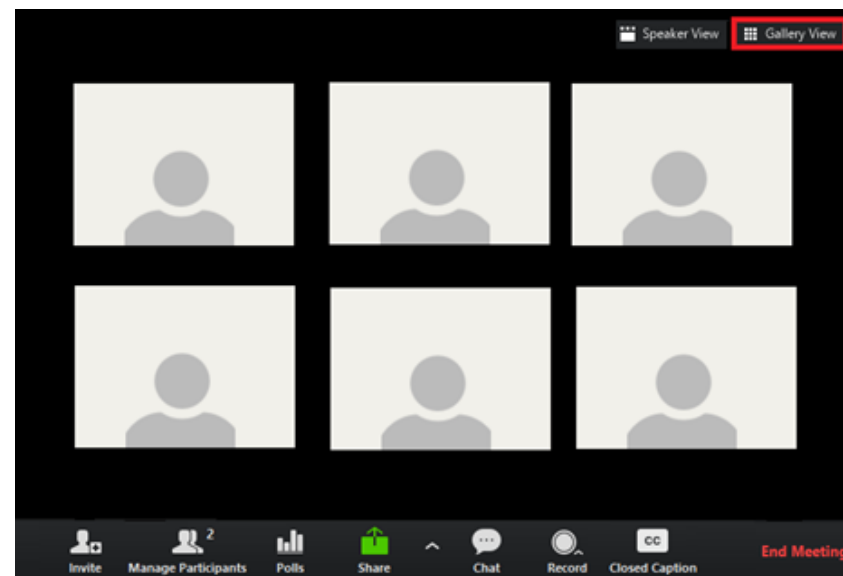 Speaker View Gallery View
2
CC
Invite Manage Participants Polls Share Chat Record Closed Caption End Meeting